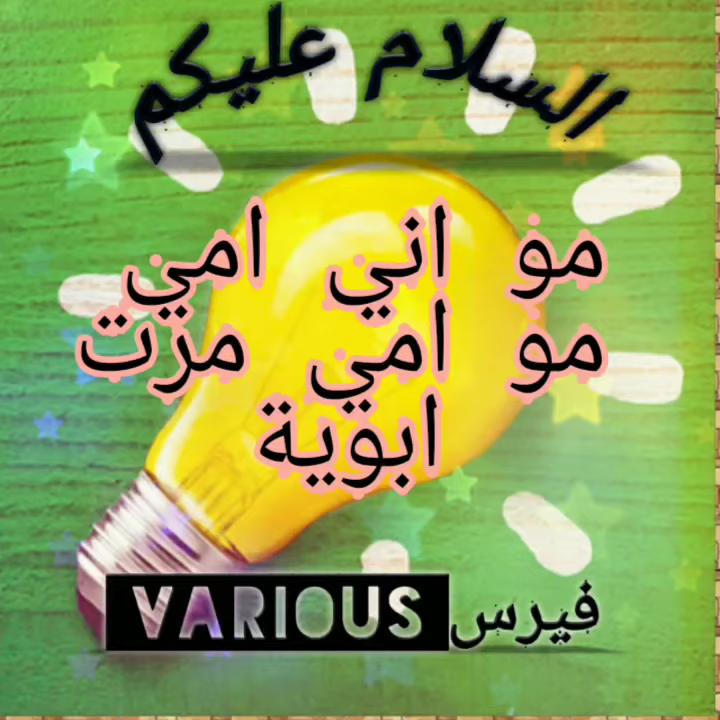 السلام عليكم
مو اني امي
مو امي مرت
ابوية
فيرس VARIOUS